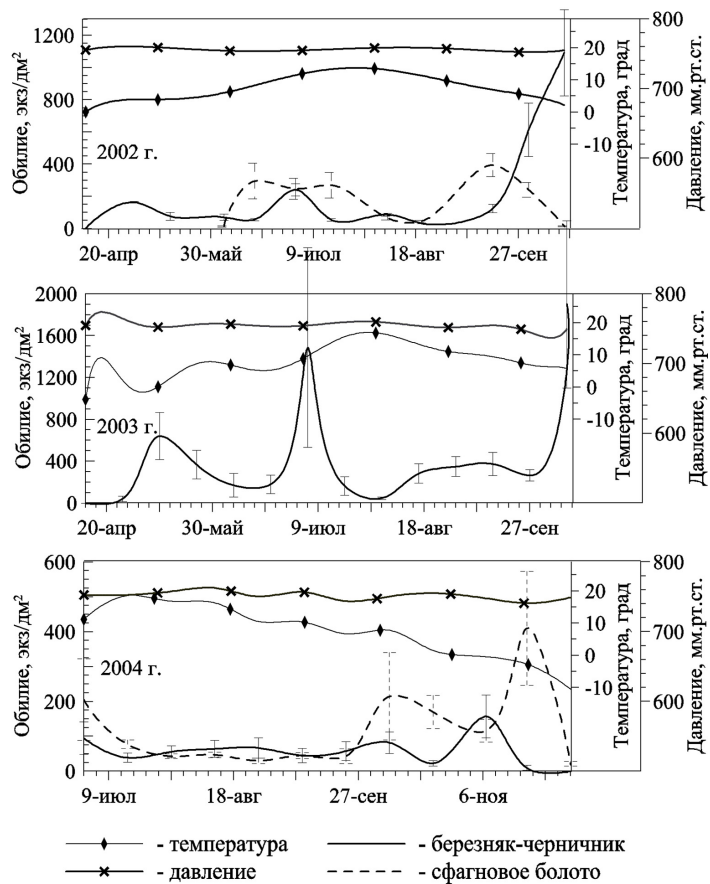 Обилие, экз/дм²
1200
800
400
0
2002 г.
20-апр 30-май 9-июл 18-авг 27-сен
20
10
0
-10
Температура, град
800
700
600
Давление, мм.рт.ст.
Обилие, экз/дм²
2000
1600
1200
800
400
0
2003 г.
20-апр 30-май 9-июл 18-авг 27-сен
20
10
0
-10
Температура, град
800
700
600
Давление, мм.рт.ст.
Обилие, экз/дм²
600
500
400
200
100
0
2004 г.
9-июл 18-авг 27-сен 6-ноя
20
10
0
-10
Температура, град
800
700
600
Давление, мм.рт.ст.
- температура - березняк-черничник
- давление - сфагновое болото